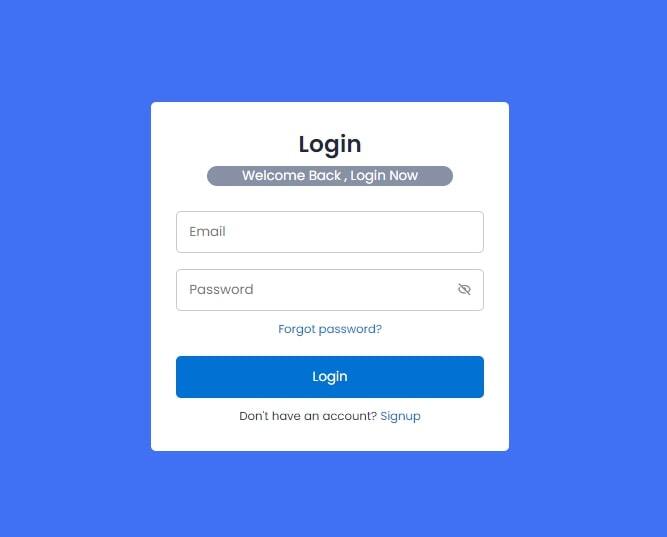 Login
Welcome Back , Login Now
Email
Password
Forgot password?
Login
Don't have an account? Signup